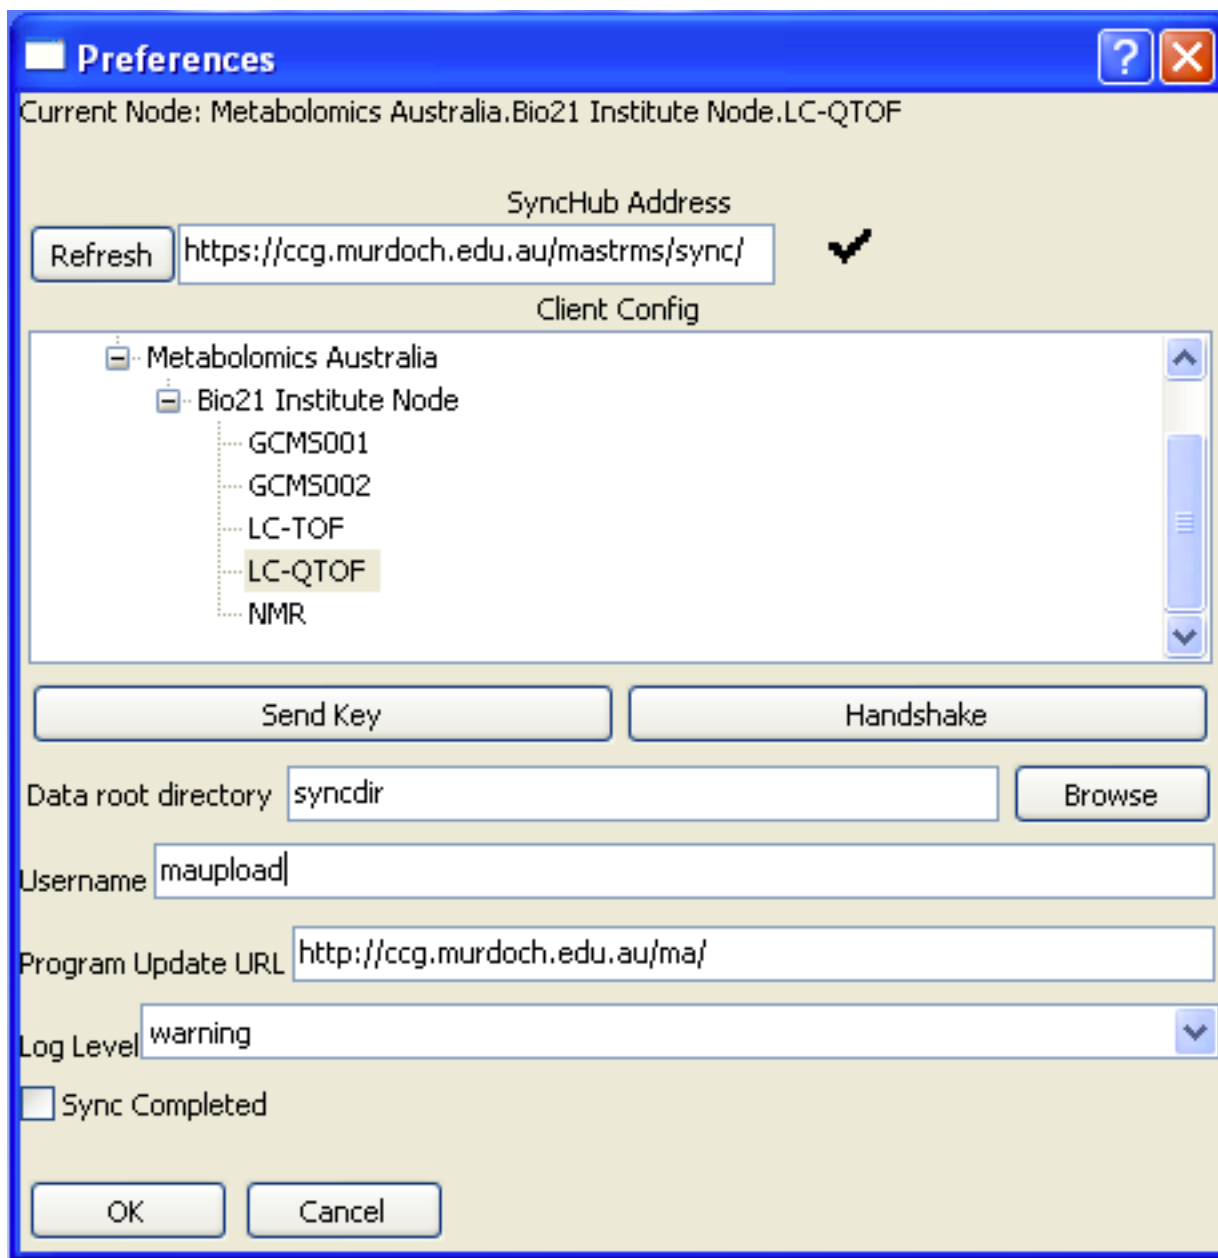 Preferences
Current Node: Metabolomics Australia.Bio21 Institute Node.LC-QTOF
SyncHub Address
Refresh https://ccg.murdoch.edu.au/mastrms/sync/
Client Config
Metabolomics Australia
Bio21 Institute Node
GCMS001
GCMS002
LC-TOF
LC-QTOF
NMR
Send Key Handshake
Data root directory syncdir Browse
Username maupload
Program Update URL http://ccg.murdoch.edu.au/ma/
Log Level warning
Sync Completed
OK Cancel